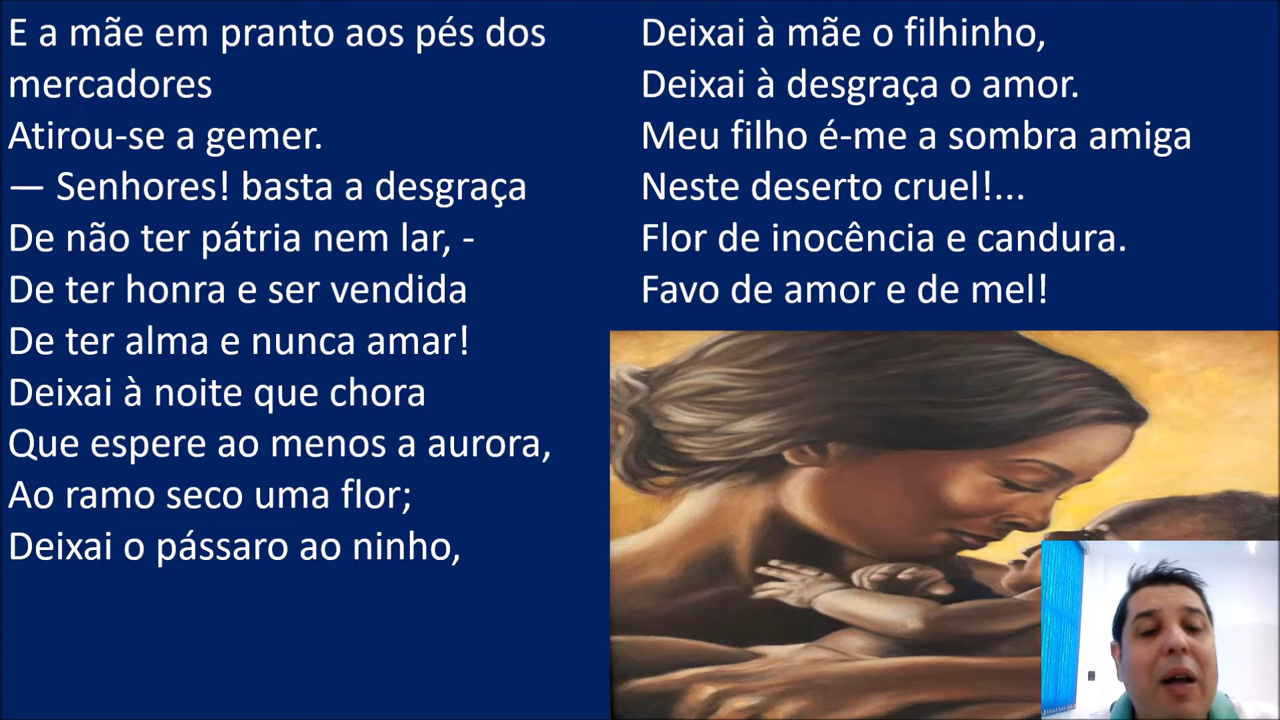 E a mãe em pranto aos pés dos
mercadores
Atirou-se a gemer.
— Senhores! basta a desgraça
De não ter pátria nem lar, -
De ter honra e ser vendida
De ter alma e nunca amar!
Deixai à noite que chora
Que espere ao menos a aurora,
Ao ramo seco uma flor;
Deixai o pássaro ao ninho,
Deixai à mãe o filhinho,
Deixai à desgraça o amor.
Meu filho é-me a sombra amiga
Neste deserto cruel!...
Flor de inocência e candura.
Favo de amor e de mel!